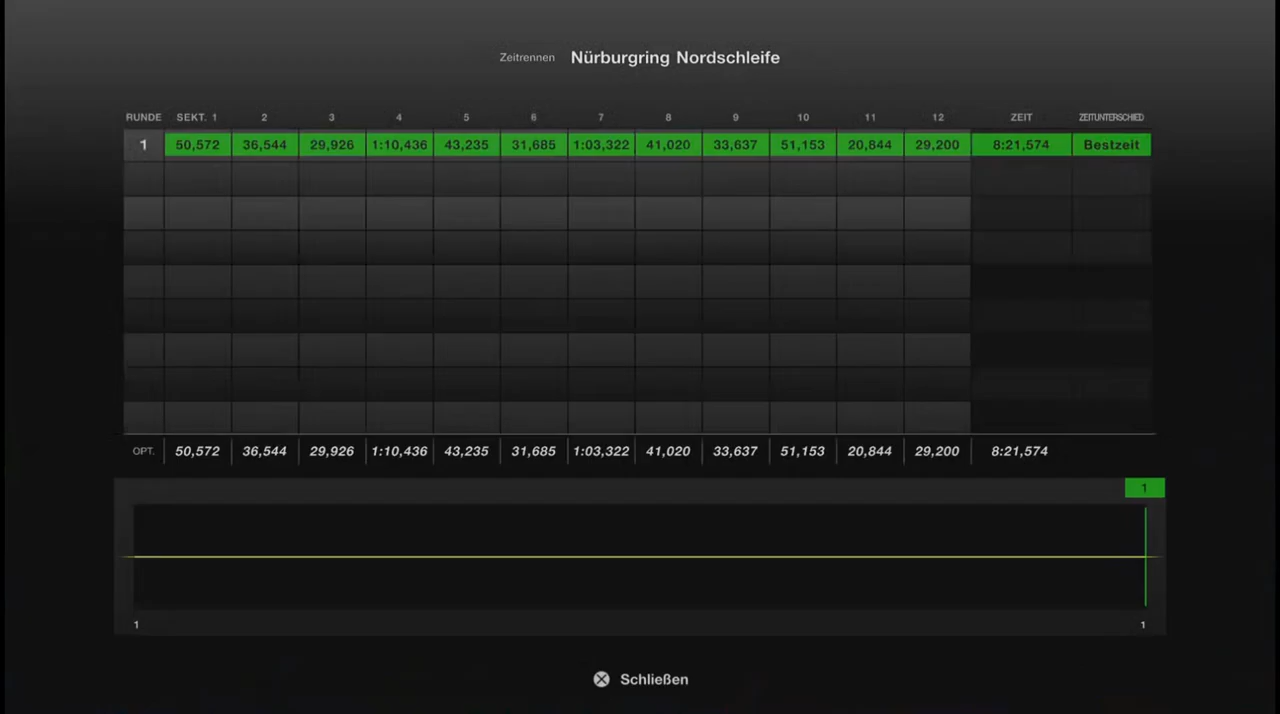 Zeitrennen Nürburgring Nordschleife
RUNDE SEKT. 1 2 3 4 5 6 7 8 9 10 11 12 ZEIT ZEITUNTERSCHIED
1 50,572 36,544 29,926 1:10,436 43,235 31,685 1:03,322 41,020 33,637 51,153 20,844 29,200 8:21,574 Bestzeit
OPT. 50,572 36,544 29,926 1:10,436 43,235 31,685 1:03,322 41,020 33,637 51,153 20,844 29,200 8:21,574
1
1 1
Schließen